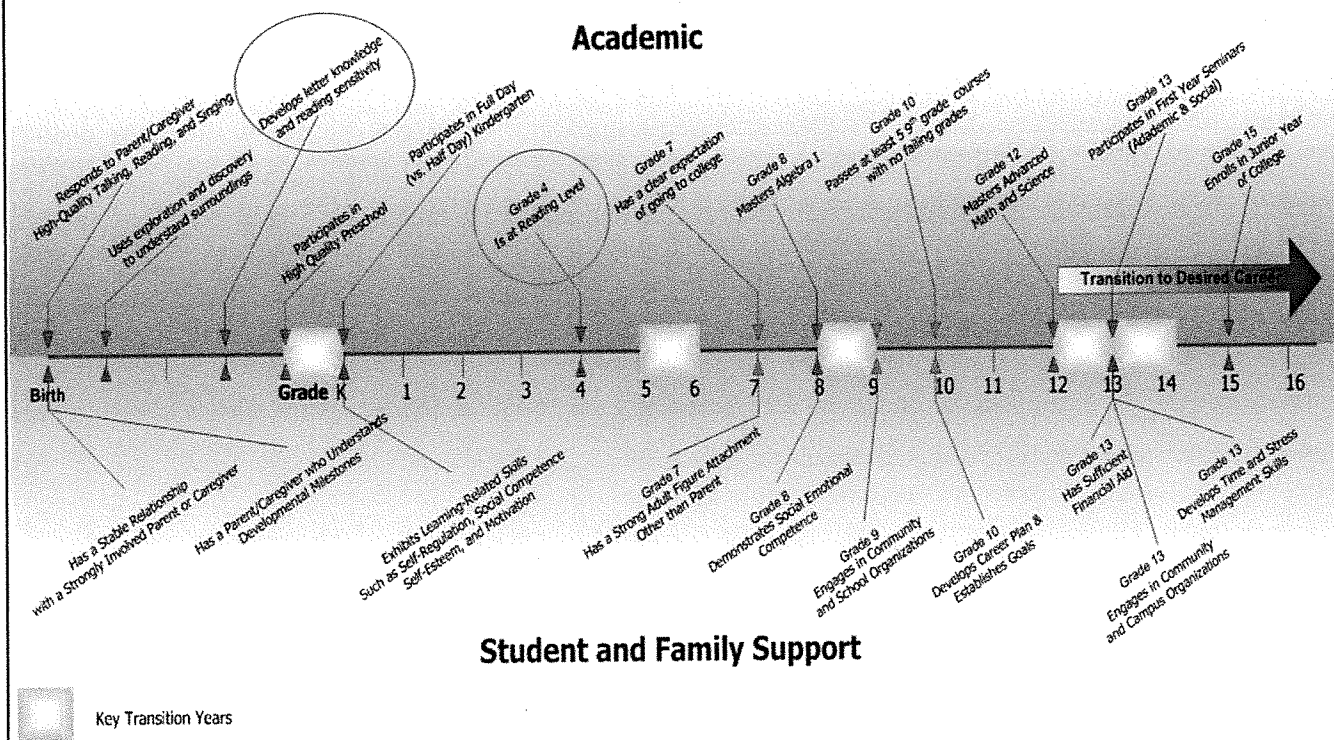 Academic
Responds to Parent/Caregiver
High-Quality Talking, Reading, and Singing
Uses exploration and discovery
to understand surroundings
Develops letter knowledge
and reading sensitivity
Participates in
High Quality Preschool
Participates in Full Day
(vs. Half Day) Kindergarten
Grade 4
Is at Reading Level
Grade 7
Has a clear expectation
of going to college
Grade 8
Masters Algebra I
Grade 10
Passes at least 5 9th grade courses
with no failing grades
Grade 12
Masters Advanced
Math and Science
Grade 13
Participates in First Year Seminars
(Adademic & Social)
Grade 15
Enrolls in Junior Year
of College
Transition to Desired Career
Birth Grade K 1 2 3 4 5 6 7 8 9 10 11 12 13 14 15 16
Has a Stable Relationship
with a Strongly Involved Parent or Caregiver
Has a Parent/Caregiver who Understands
Developmental Milestones
Exhibits Learning-Related Skills
Such as Self-Regulation, Social Competence
Self-Esteem, and Motivation
Grade 7
Has a Strong Adult Figure Attachment
Other than Parent
Grade 8
Demonstrates Social Emotional
Competence
Grade 9
Engages in Community
and School Organizations
Grade 10
Develops Career Plan &
Establishes Goals
Grade 13
Has Sufficient
Financial Aid
Grade 13
Engages in Community
and Campus Organizations
Grade 13
Develops Time and Stress
Management Skills
Student and Family Support
Key Transition Years